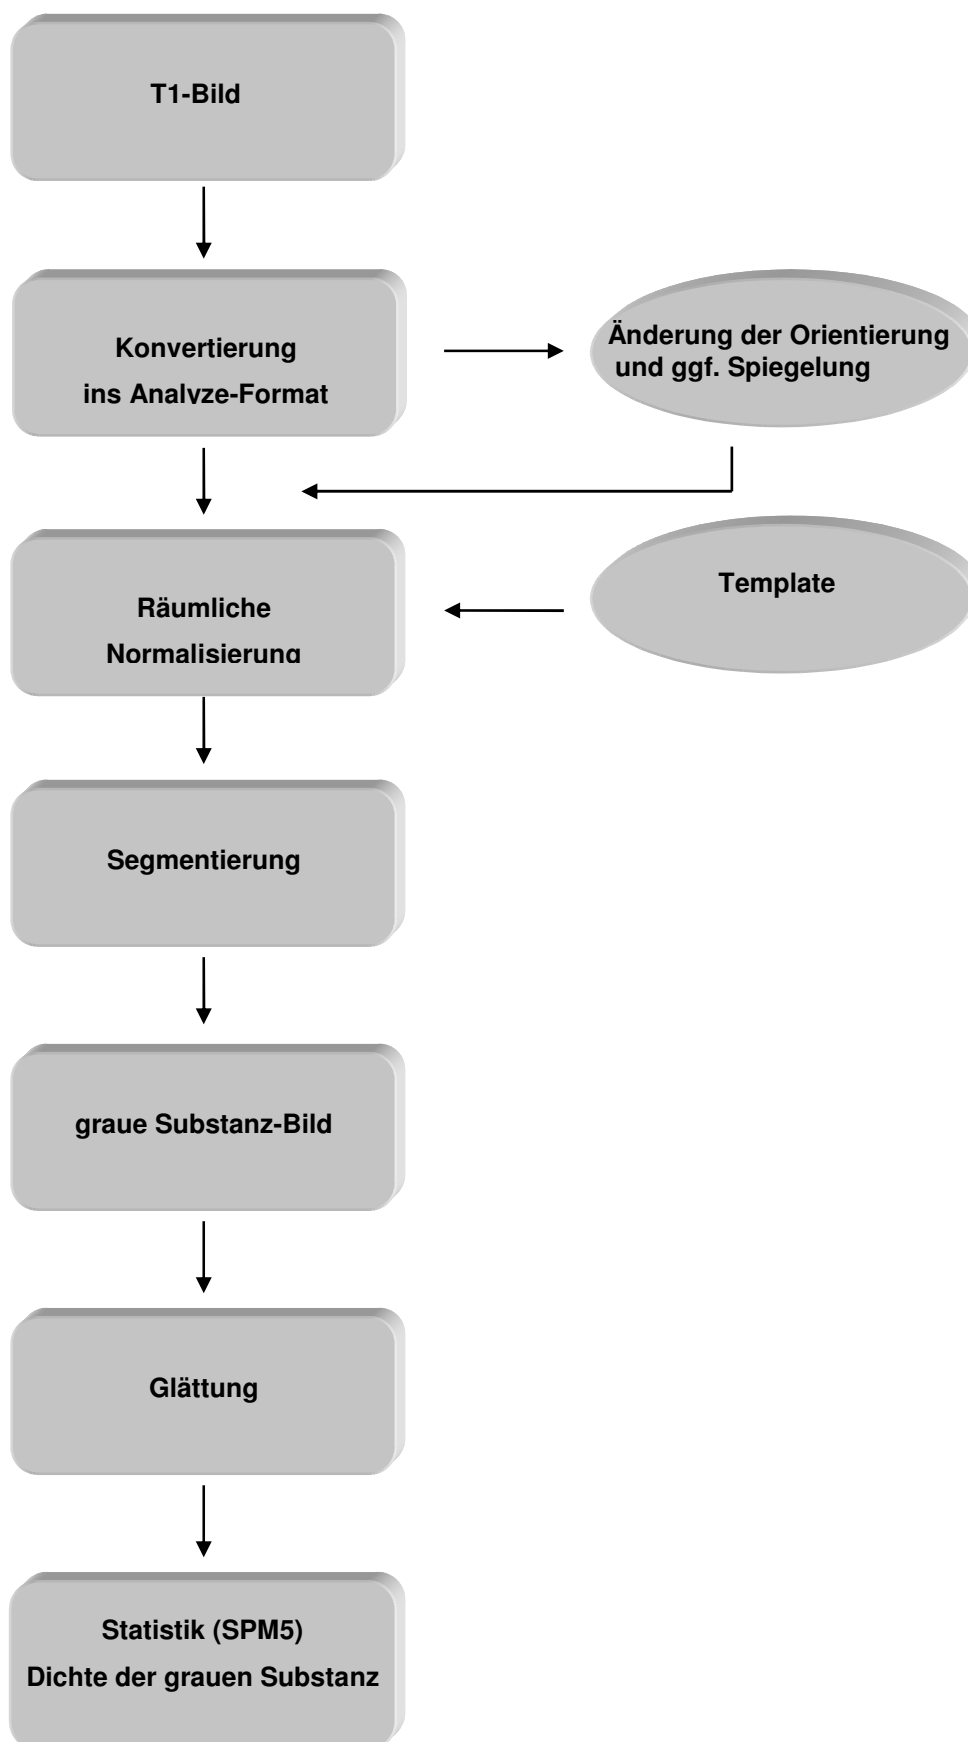 T1-Bild
Konvertierung
ins Analyze-Format
Änderung der Orientierung
und ggf. Spiegelung
Räumliche
Normalisierung
Template
Segmentierung
graue Substanz-Bild
Glättung
Statistik (SPM5)
Dichte der grauen Substanz